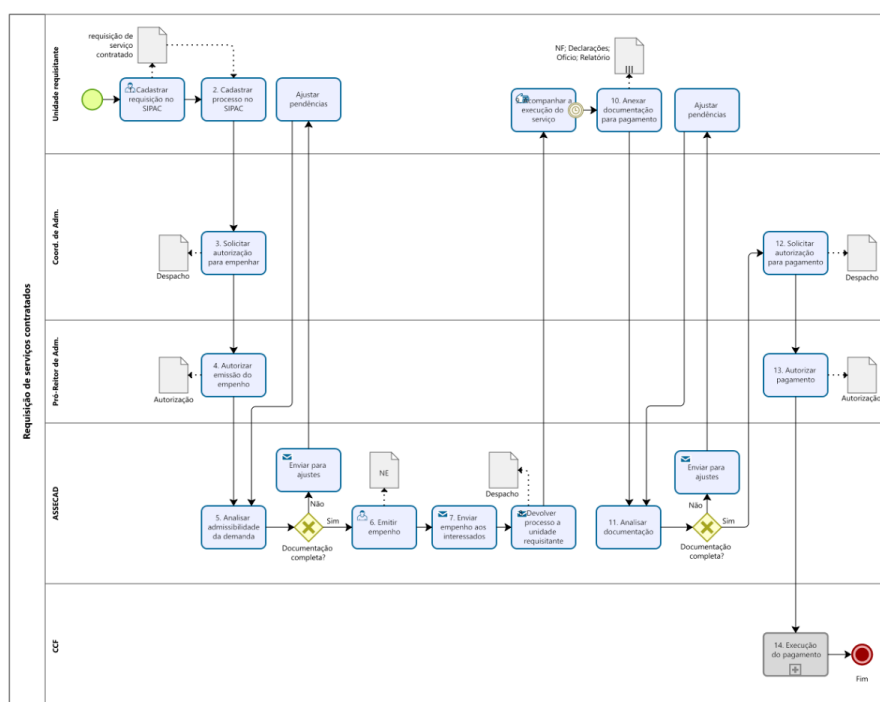 Requisição de serviços contratados
Unidade requisitante
requisição de
serviço
contratado
Cadastrar
requisição no
SIPAC
2. Cadastrar
processo no
SIPAC
Ajustar
pendências
companhar a
execução do
serviço
NF; Declarações;
Ofício; Relatório
10. Anexar
documentação
para pagamento
Ajustar
pendências
Coord. de Adm.
Despacho
3. Solicitar
autorização
para empenhar
12. Solicitar
autorização
para pagamento
Despacho
Pró-Reitor de Adm.
Autorização
4. Autorizar
emissão do
empenho
13. Autorizar
pagamento
Autorização
ASSECAD
5. Analisar
admissibilidade
da demanda
Enviar para
ajustes
Não
Sim
Documentação
completa?
NE
6. Emitir
empenho
7. Enviar
empenho aos
interessados
Despacho
Devolver
processo a
unidade
requisitante
11. Analisar
documentação
Enviar para
ajustes
Não
Sim
Documentação
completa?
CCF
14. Execução
do pagamento
Fim